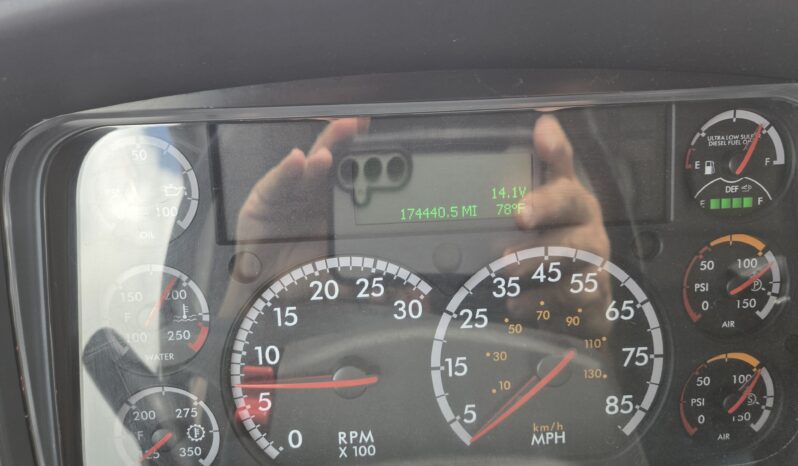 50
100
OIL
ULTRA LOW SULFUR
DIESEL FUEL ONLY
E F
DEF
E F
14.1V
174440.5 MI 78°F
150 200
F
100 250
WATER
0 5 10 15 20 25 30
RPM
X 100
5 15 25 35 45 55 65 75 85
10 30 50 70 90 110 130
km/h
MPH
50 100
PSI
0 150
AIR
200 275
F
350
50 100
PSI
0 150
AIR